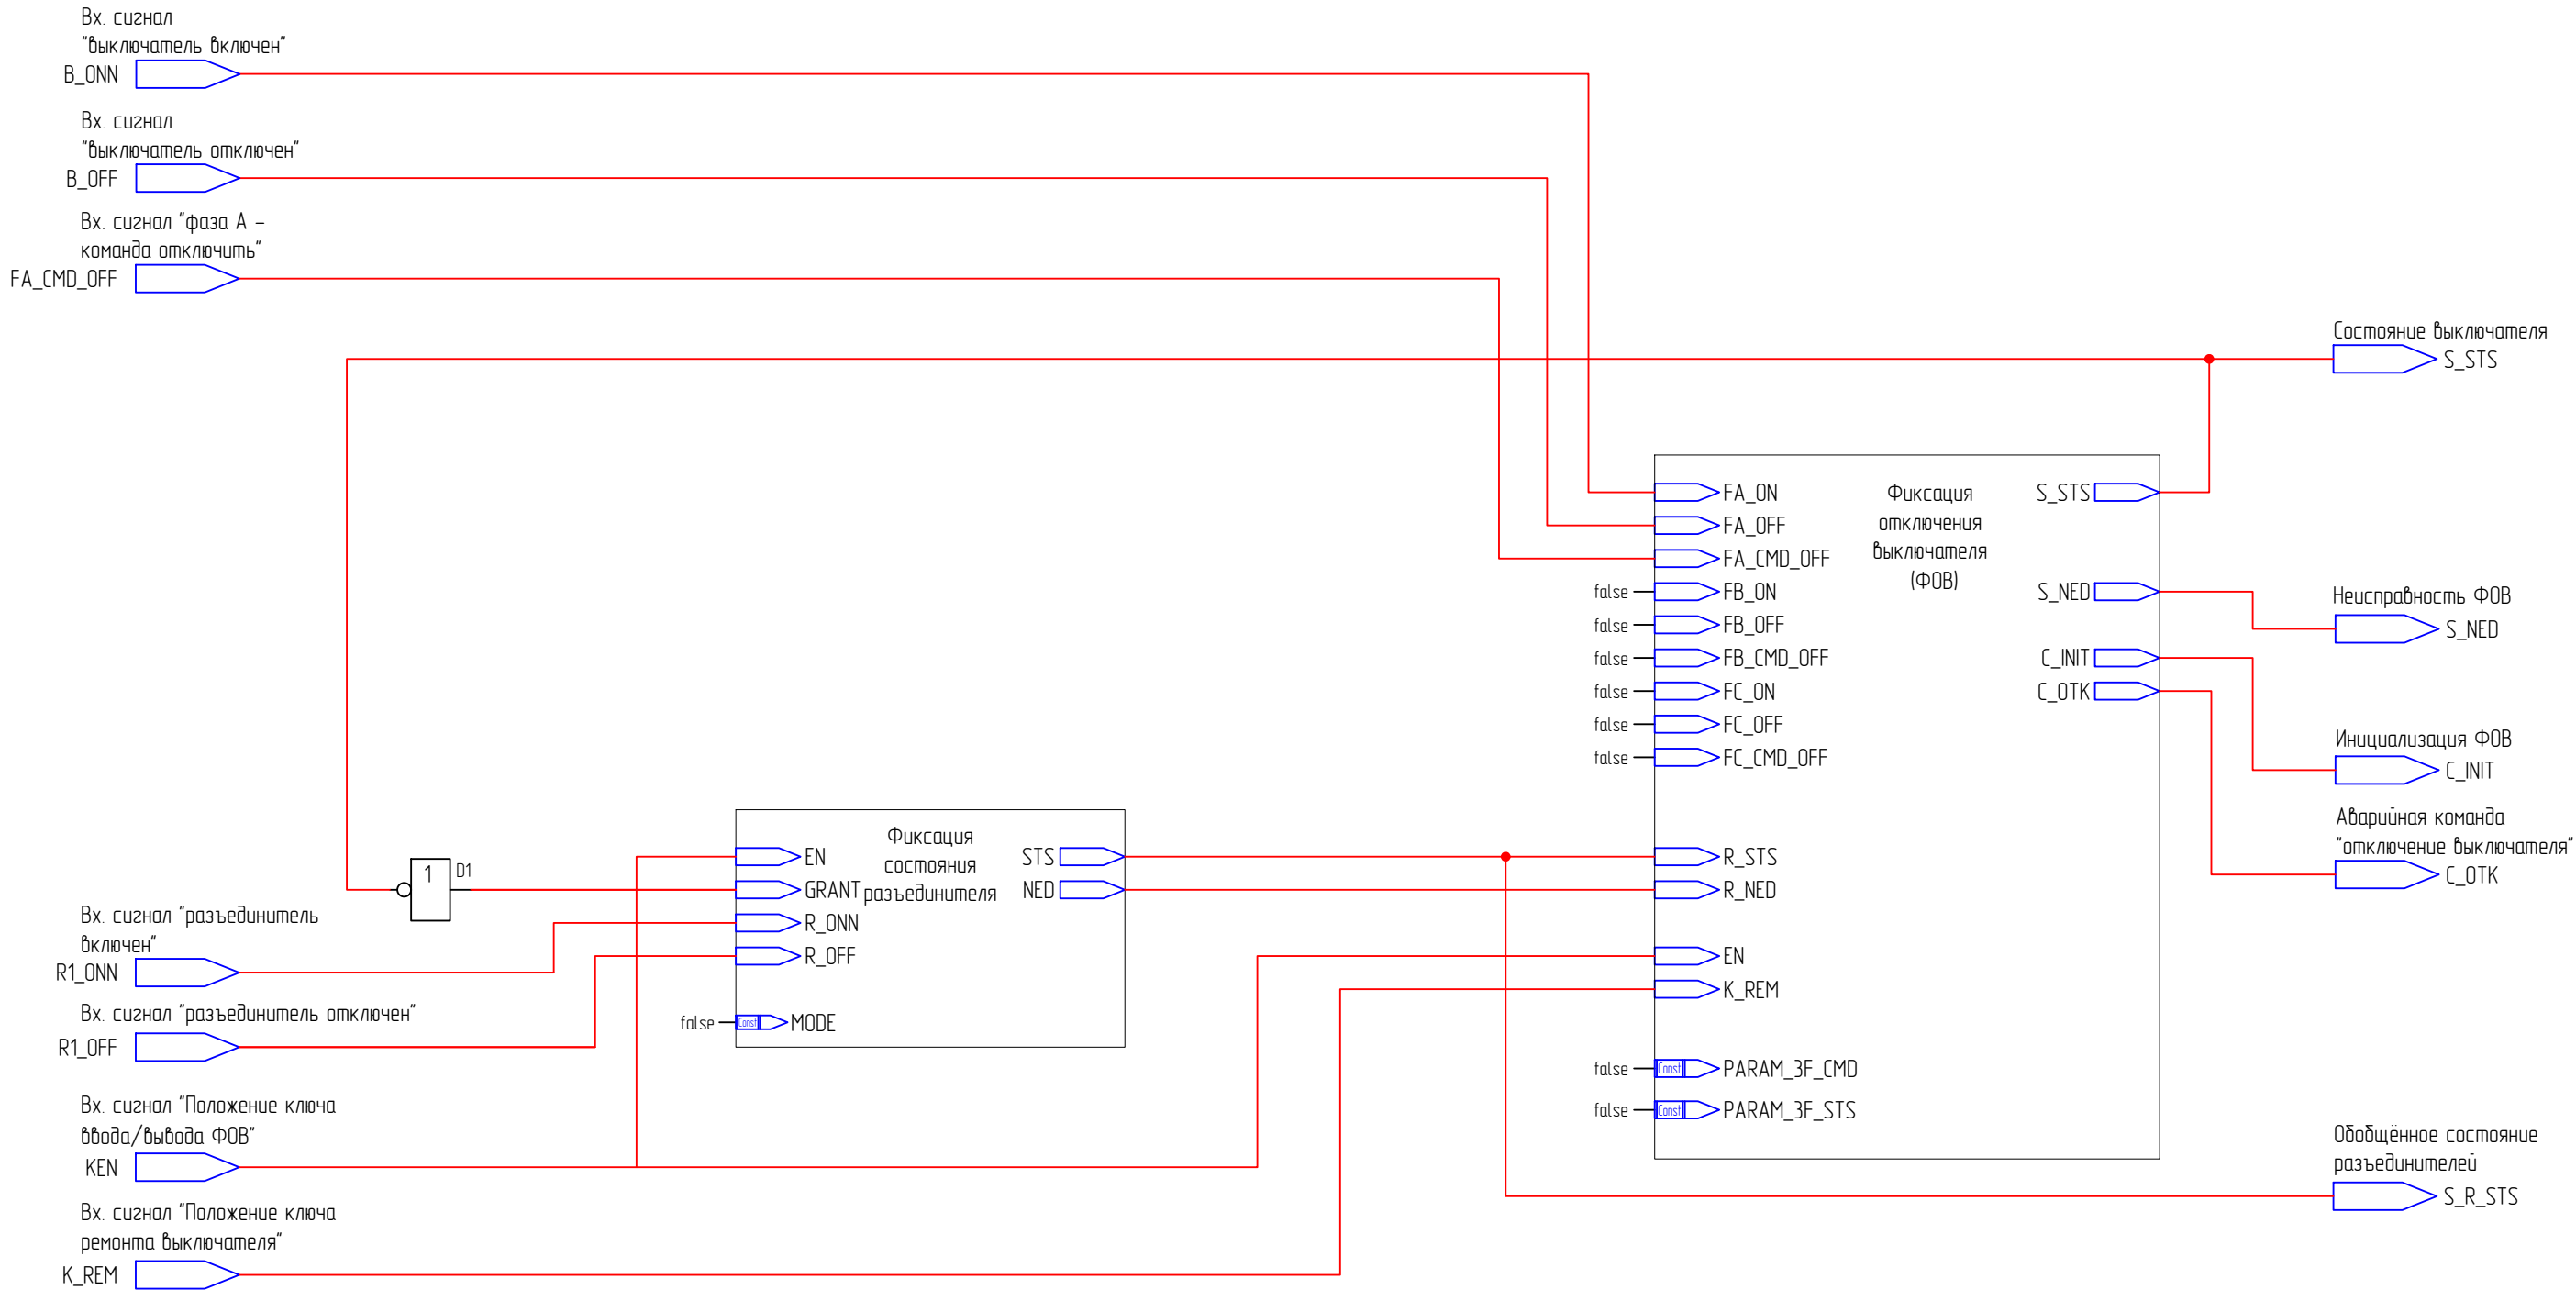 Вх. сигнал
"выключатель включен"
B_ONN
Вх. сигнал
"выключатель отключен"
B_OFF
Вх. сигнал "фаза А –
команда отключить"
FA_CMD_OFF
Состояние выключателя
S_STS
Фиксация
отключения
выключателя
(ФОВ)
FA_ON
FA_OFF
FA_CMD_OFF
false FB_ON
false FB_OFF
false FB_CMD_OFF
false FC_ON
false FC_OFF
false FC_CMD_OFF
R_STS
R_NED
EN
K_REM
false Const PARAM_3F_CMD
false Const PARAM_3F_STS
S_STS
S_NED
C_INIT
C_OTK
Неисправность ФОВ
S_NED
Инициализация ФОВ
C_INIT
Аварийная команда
"отключение выключателя"
C_OTK
1 D1
Фиксация
состояния
разъединителя
EN
GRANT
R_ONN
R_OFF
false Const MODE
STS
NED
Вх. сигнал "разъединитель
включен"
R1_ONN
Вх. сигнал "разъединитель отключен"
R1_OFF
Вх. сигнал "Положение ключа
ввода/вывода ФОВ"
KEN
Вх. сигнал "Положение ключа
ремонта выключателя"
K_REM
Обобщённое состояние
разъединителей
S_R_STS